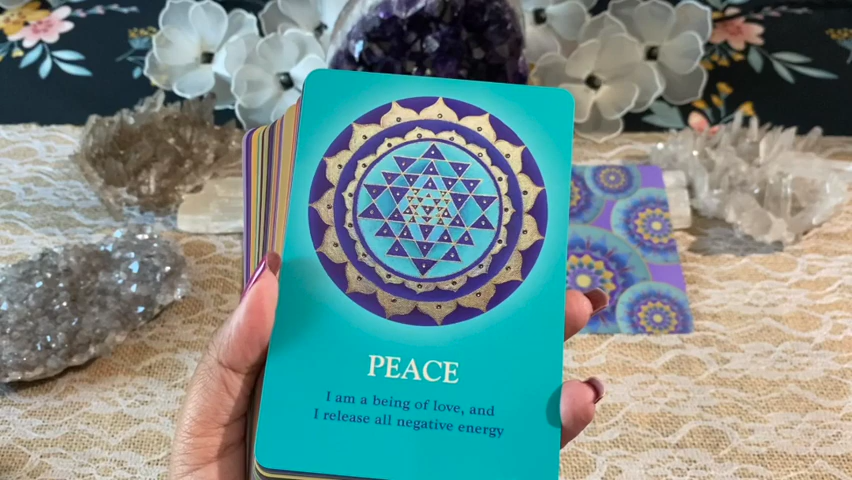 PEACE
I am a being of love, and
I release all negative energy